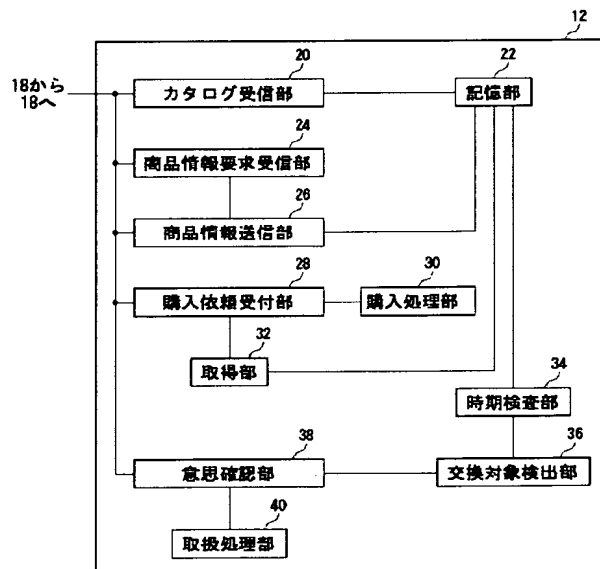 12
18から
18へ
20
カタログ受信部
22
記憶部
24
商品情報要求受信部
26
商品情報送信部
28
購入依頼受付部
30
購入処理部
32
取得部
34
時期検査部
38
意思確認部
36
交換対象検出部
40
取扱処理部